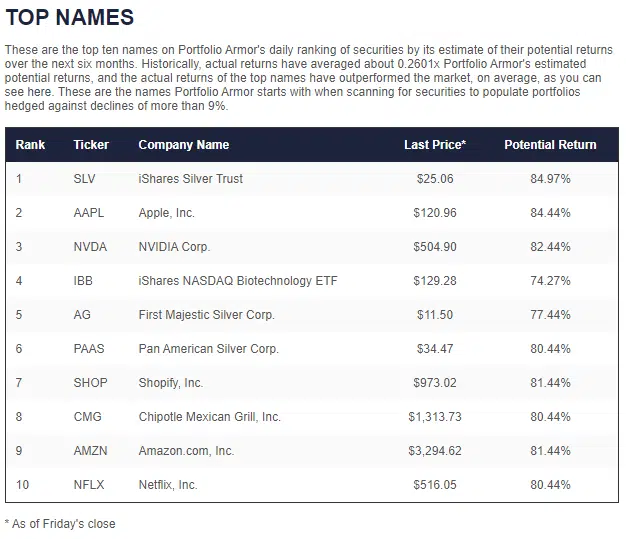 TOP NAMES
These are the top ten names on Portfolio Armor's daily ranking of securities by its estimate of their potential returns
over the next six months. Historically, actual returns have averaged about 0.2601x Portfolio Armor's estimated
potential returns, and the actual returns of the top names have outperformed the market, on average, as you can
see here. These are the names Portfolio Armor starts with when scanning for securities to populate portfolios
hedged against declines of more than 9%.
Rank Ticker Company Name Last Price* Potential Return
1 SLV iShares Silver Trust $25.06 84.97%
2 AAPL Apple, Inc. $120.96 84.44%
3 NVDA NVIDIA Corp. $504.90 82.44%
4 IBB iShares NASDAQ Biotechnology ETF $129.28 74.27%
5 AG First Majestic Silver Corp. $11.50 77.44%
6 PAAS Pan American Silver Corp. $34.47 80.44%
7 SHOP Shopify, Inc. $973.02 81.44%
8 CMG Chipotle Mexican Grill, Inc. $1,313.73 80.44%
9 AMZN Amazon.com, Inc. $3,294.62 81.44%
10 NFLX Netflix, Inc. $516.05 80.44%
* As of Friday's close